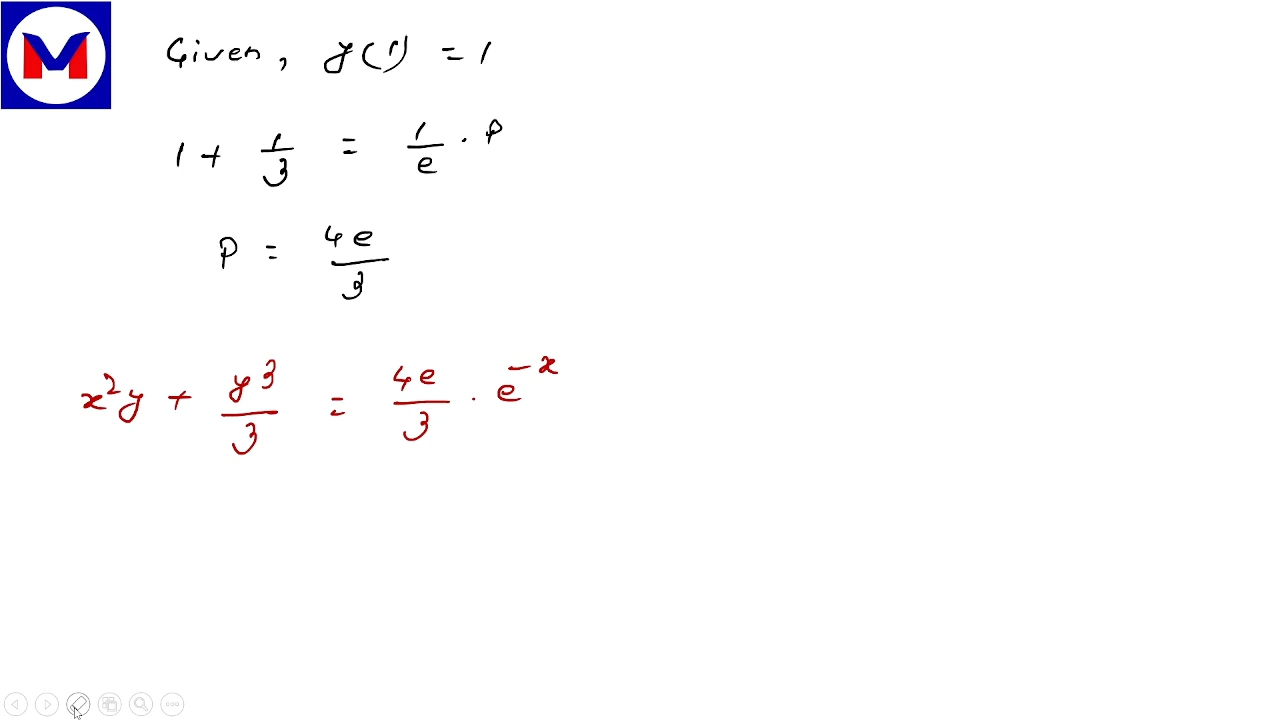 Given, y(1) = 1
1 + 1/3 = 1/e · P
P = 4e/3
x²y + y³/3 = 4e/3 · e⁻ˣ